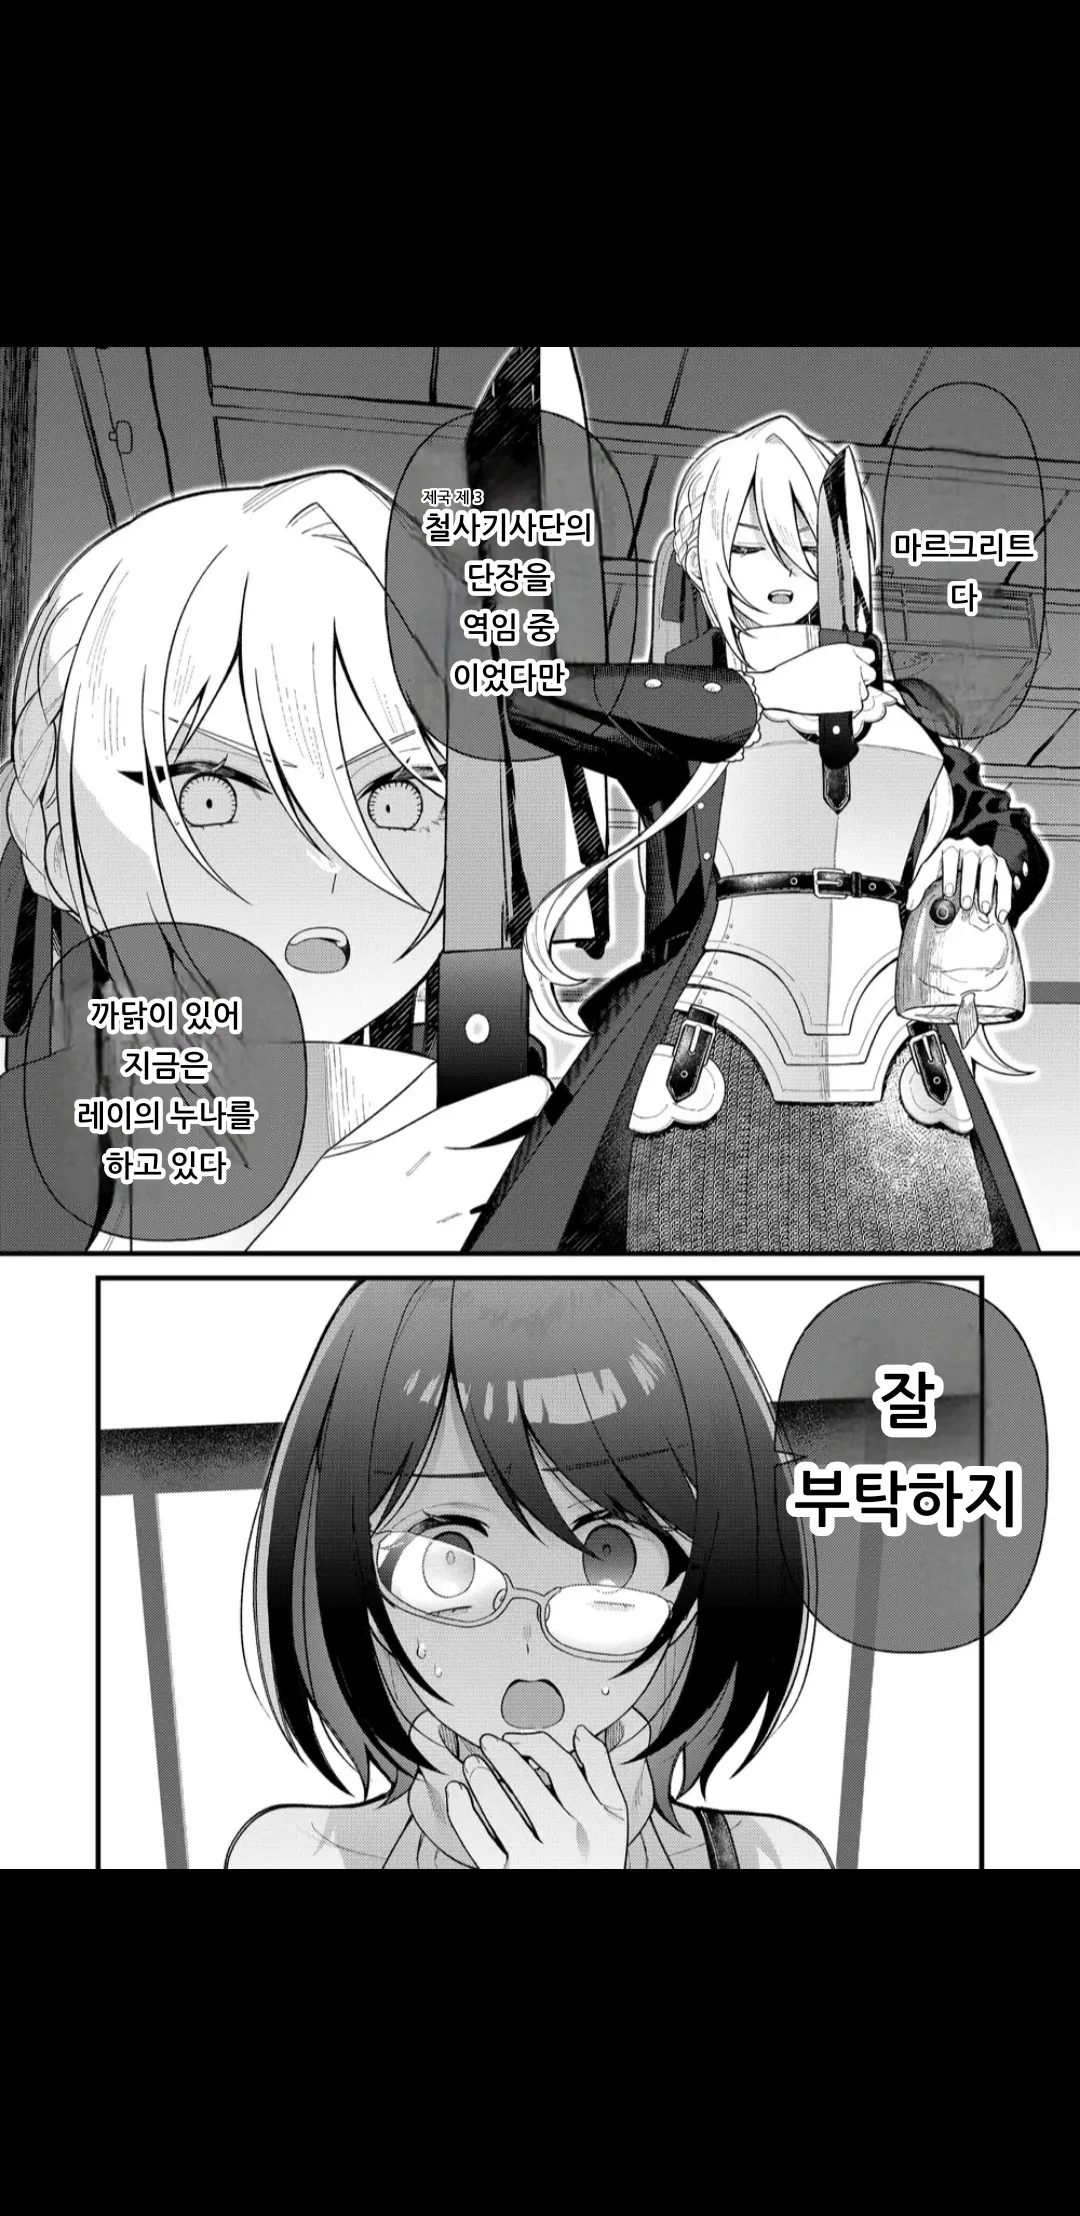 마르그리트
다
제국 제 3
철사기사단의
단장을
역임 중
이었다만
까닭이 있어
지금은
레이의 누나를
하고 있다
잘
부탁하지